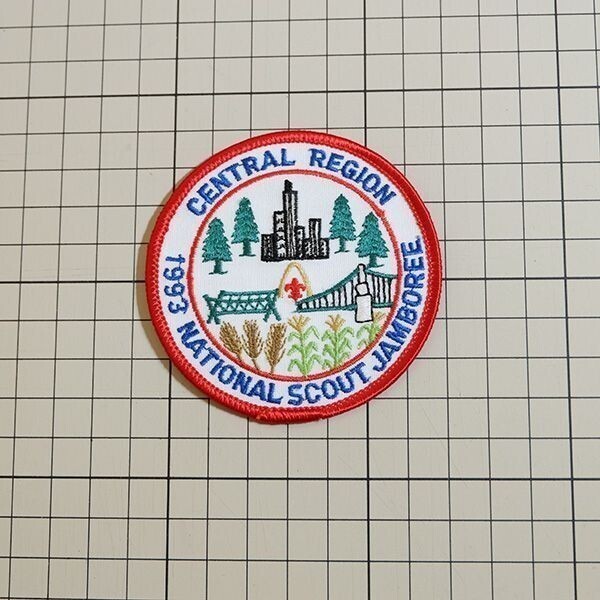 CENTRAL REGION
1993 NATIONAL SCOUT JAMBOREE